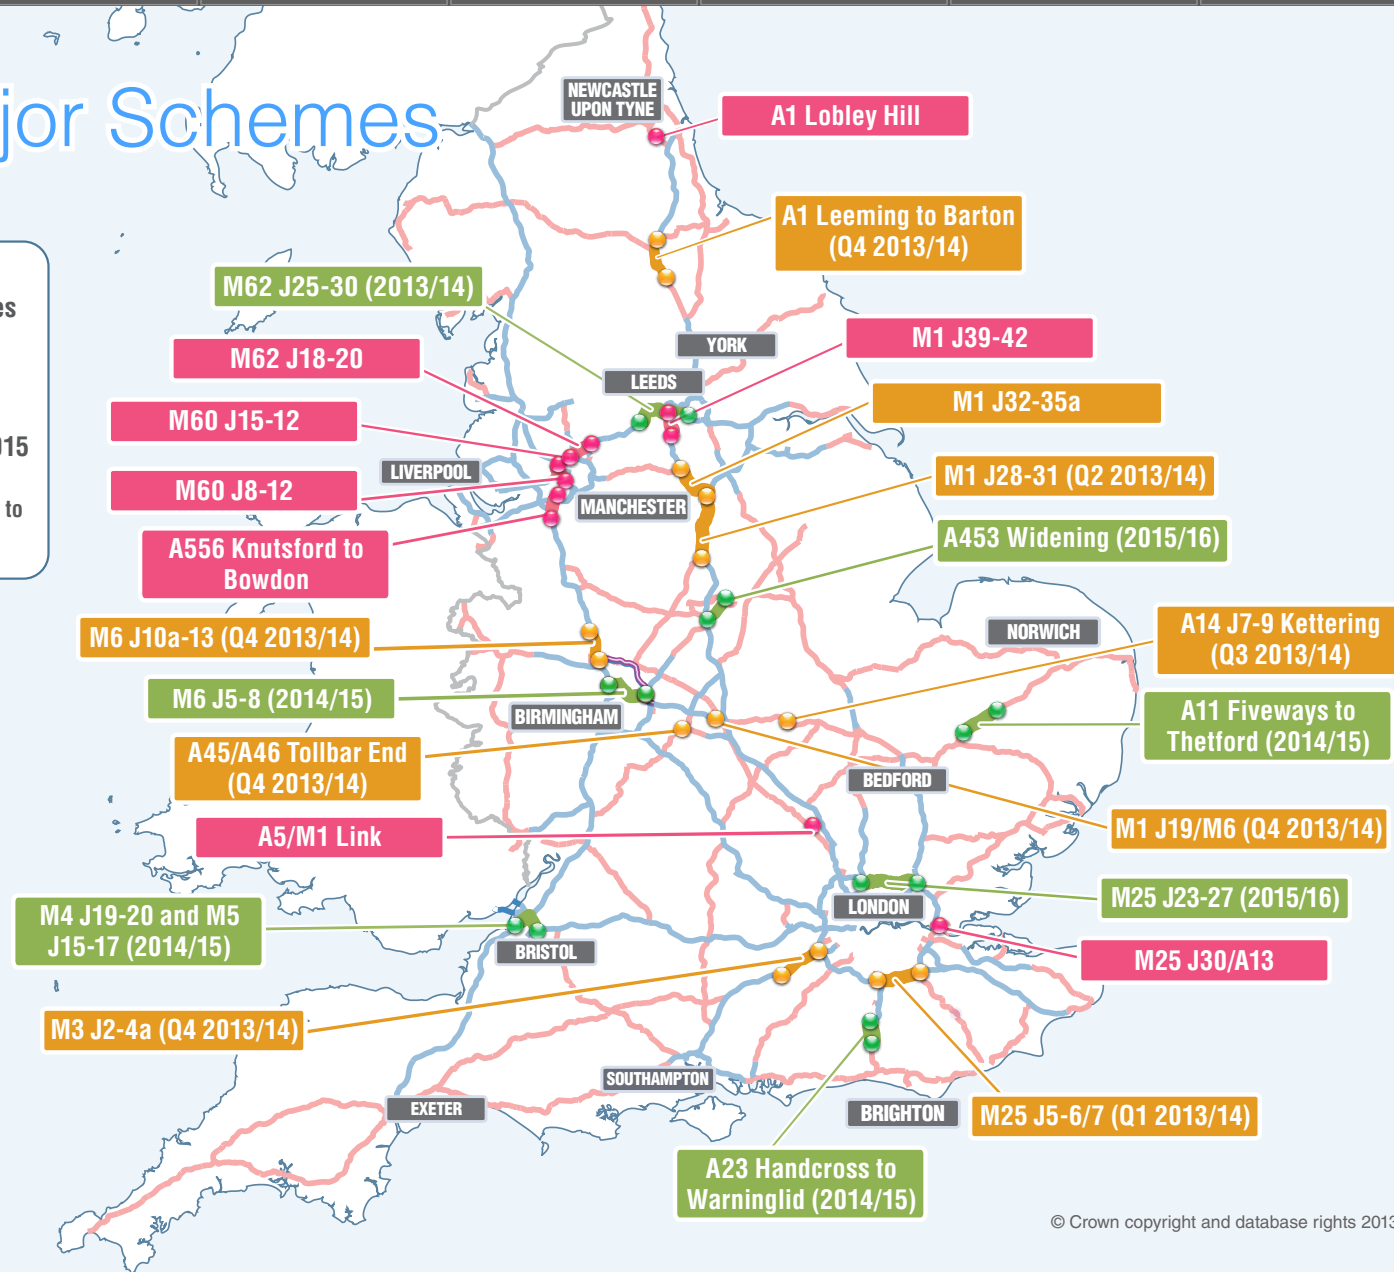 jor Schemes
es
015
to
NEWCASTLE
UPON TYNE
A1 Lobley Hill
A1 Leeming to Barton
(Q4 2013/14)
M62 J25-30 (2013/14)
YORK
M1 J39-42
M62 J18-20
LEEDS
M1 J32-35a
M60 J15-12
LIVERPOOL
M1 J28-31 (Q2 2013/14)
M60 J8-12
MANCHESTER
A453 Widening (2015/16)
A556 Knutsford to
Bowdon
M6 J10a-13 (Q4 2013/14)
NORWICH
A14 J7-9 Kettering
(Q3 2013/14)
M6 J5-8 (2014/15)
BIRMINGHAM
A11 Fiveways to
Thetford (2014/15)
A45/A46 Tollbar End
(Q4 2013/14)
BEDFORD
A5/M1 Link
M1 J19/M6 (Q4 2013/14)
M25 J23-27 (2015/16)
LONDON
M4 J19-20 and M5
J15-17 (2014/15)
BRISTOL
M25 J30/A13
M3 J2-4a (Q4 2013/14)
SOUTHAMPTON
EXETER
BRIGHTON
M25 J5-6/7 (Q1 2013/14)
A23 Handcross to
Warninglid (2014/15)
© Crown copyright and database rights 2013